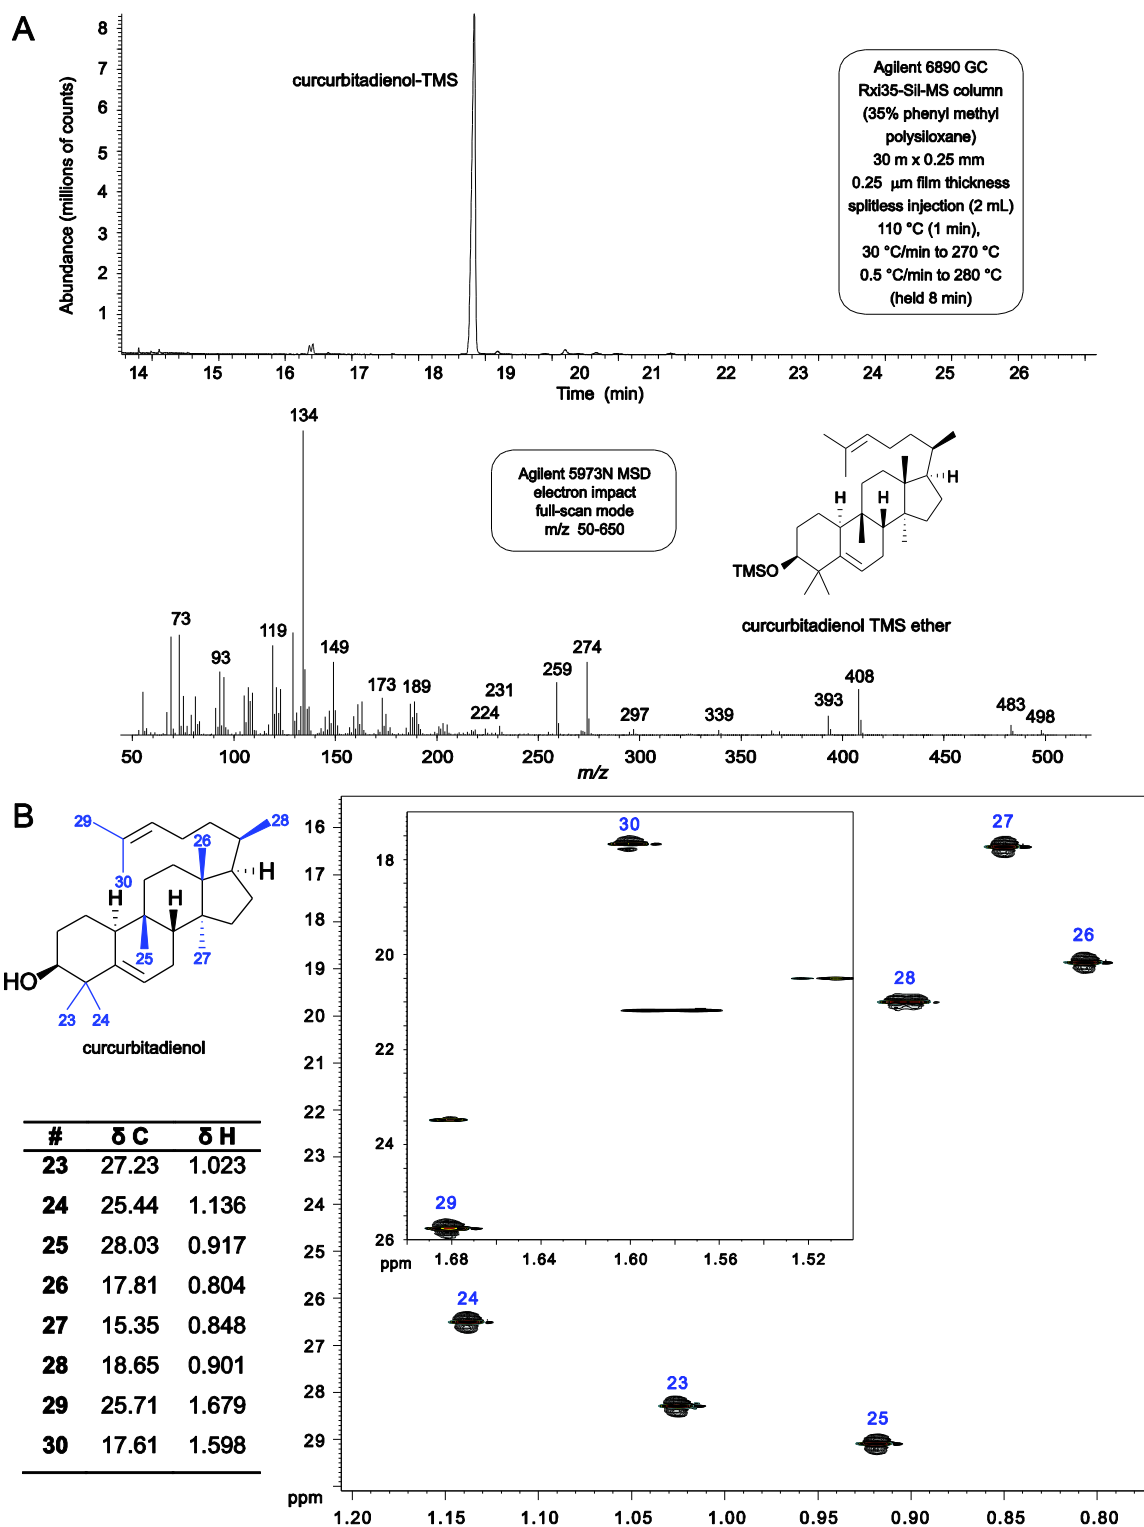 A
8
7
6
5
4
3
2
1
Abundance (millions of counts)
curcurbitadienol-TMS
Agilent 6890 GC
Rxi35-Sil-MS column
(35% phenyl methyl
polysiloxane)
30 m x 0.25 mm
0.25 μm film thickness
splitless injection (2 mL)
110 °C (1 min),
30 °C/min to 270 °C
0.5 °C/min to 280 °C
(held 8 min)
14 15 16 17 18 19 20 21 22 23 24 25 26
Time (min)
134
73
93
119
149
173
189
224
231
259
274
297
339
393
408
483
498
Agilent 5973N MSD
electron impact
full-scan mode
m/z 50-650
H
H
H
TMSO
curcurbitadienol TMS ether
50 100 150 200 250 300 350 400 450 500
m/z
B
29
28
26
30
H
H
H
25
27
HO
23 24
curcurbitadienol
# δ C δ H
23 27.23 1.023
24 25.44 1.136
25 28.03 0.917
26 17.81 0.804
27 15.35 0.848
28 18.65 0.901
29 25.71 1.679
30 17.61 1.598
16
17
18
19
20
21
22
23
24
25
26
27
28
29
ppm
1.20 1.15 1.10 1.05 1.00 0.95 0.90 0.85 0.80
18
20
22
24
26
ppm
1.68 1.64 1.60 1.56 1.52
30
29
27
26
28
24
23
25